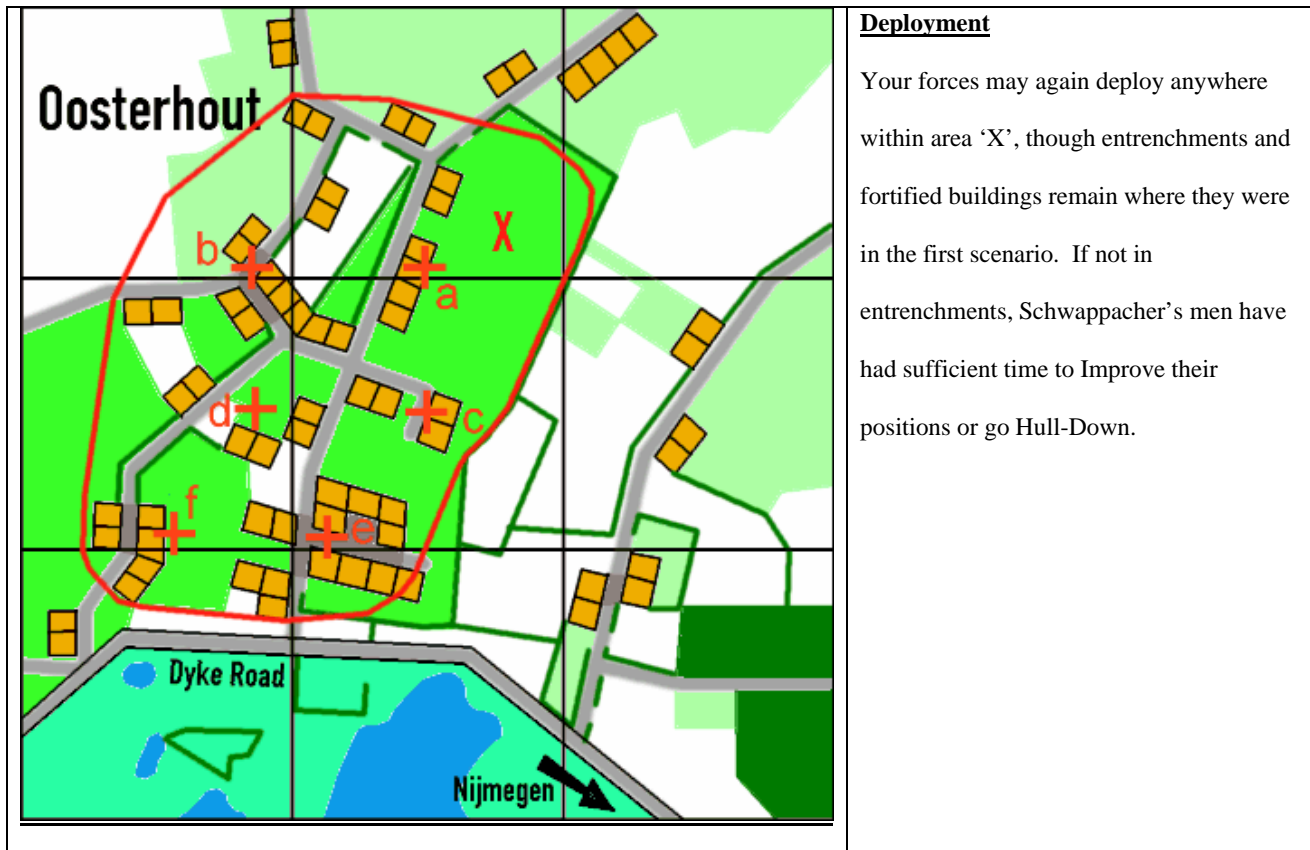 Oosterhout
X
b
a
d
c
f
e
Dyke Road
Nijmegen
Deployment
Your forces may again deploy anywhere
within area ‘X’, though entrenchments and
fortified buildings remain where they were
in the first scenario.  If not in
entrenchments, Schwappacher’s men have
had sufficient time to Improve their
positions or go Hull-Down.